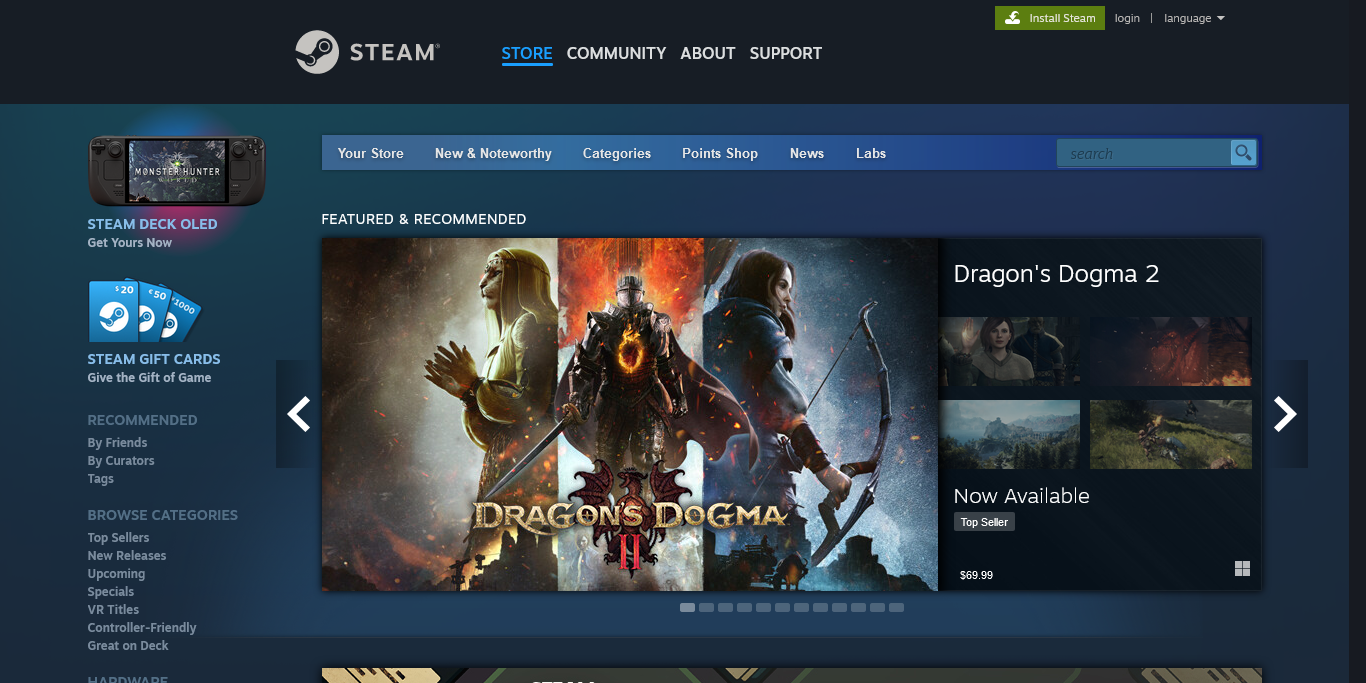 Install Steam
login | language
STEAM®
STORE COMMUNITY ABOUT SUPPORT
MONSTER HUNTER
WORLD
STEAM DECK OLED
Get Yours Now
$20
€50
¥1000
STEAM GIFT CARDS
Give the Gift of Game
RECOMMENDED
By Friends
By Curators
Tags
BROWSE CATEGORIES
Top Sellers
New Releases
Upcoming
Specials
VR Titles
Controller-Friendly
Great on Deck
HARDWARE
Your Store New & Noteworthy Categories Points Shop News Labs
search
FEATURED & RECOMMENDED
DRAGON'S DOGMA
II
Dragon's Dogma 2
Now Available
Top Seller
$69.99
STEAM